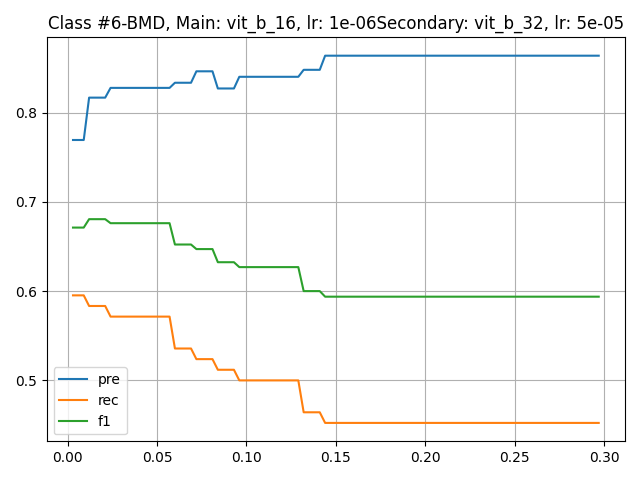 Class #6-BMD, Main: vit_b_16, lr: 1e-06Secondary: vit_b_32, lr: 5e-05
0.8
0.7
0.6
0.5
pre
rec
f1
0.00 0.05 0.10 0.15 0.20 0.25 0.30